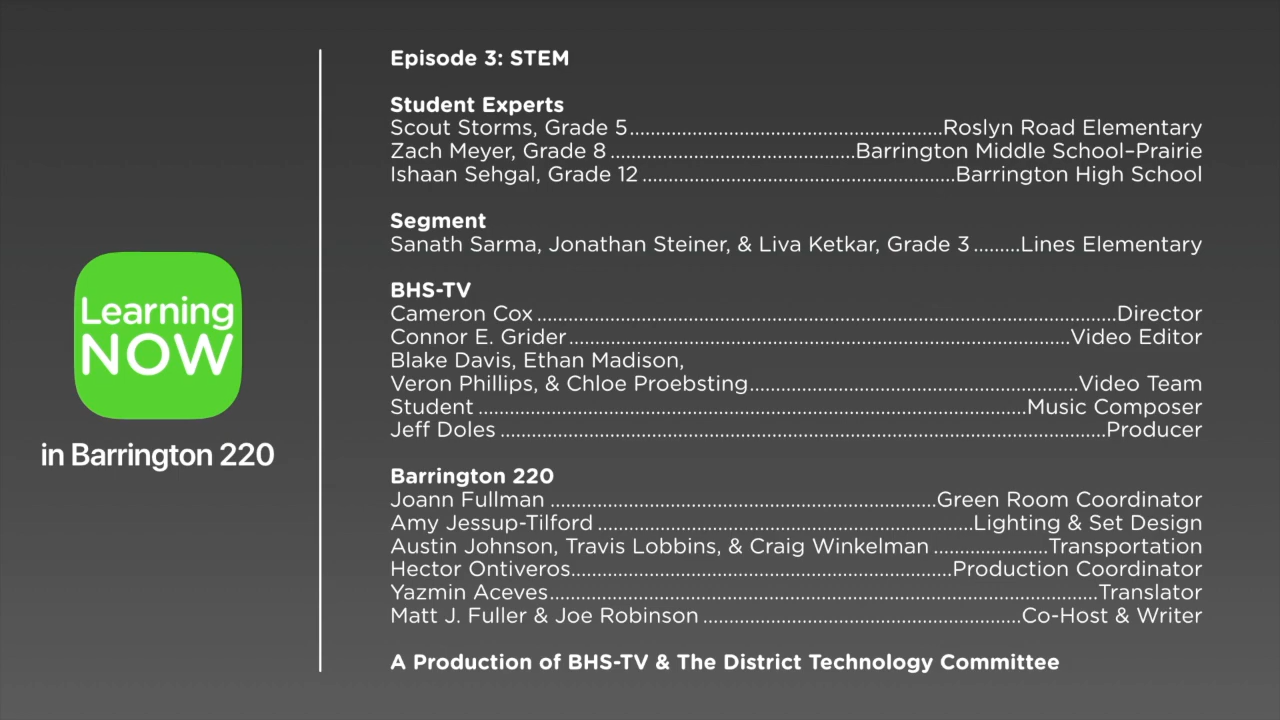 Learning
NOW
in Barrington 220
Episode 3: STEM
Student Experts
Scout Storms, Grade 5......................................................Roslyn Road Elementary
Zach Meyer, Grade 8..........................................Barrington Middle School–Prairie
Ishaan Sehgal, Grade 12......................................................Barrington High School
Segment
Sanath Sarma, Jonathan Steiner, & Liva Ketkar, Grade 3.........Lines Elementary
BHS-TV
Cameron Cox....................................................................................................Director
Connor E. Grider......................................................................................Video Editor
Blake Davis, Ethan Madison,
Veron Phillips, & Chloe Proebsting.........................................................Video Team
Student ..............................................................................................Music Composer
Jeff Doles .........................................................................................................Producer
Barrington 220
Joann Fullman ..................................................................Green Room Coordinator
Amy Jessup-Tilford.................................................................Lighting & Set Design
Austin Johnson, Travis Lobbins, & Craig Winkelman ....................Transportation
Hector Ontiveros..................................................................Production Coordinator
Yazmin Aceves...............................................................................................Translator
Matt J. Fuller & Joe Robinson .......................................................Co-Host & Writer
A Production of BHS-TV & The District Technology Committee